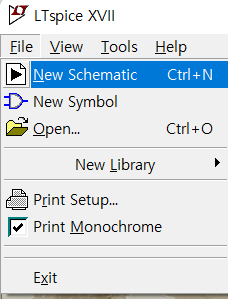 LTspice XVII
File View Tools Help
New Schematic Ctrl+N
New Symbol
Open... Ctrl+O
New Library
Print Setup...
Print Monochrome
Exit